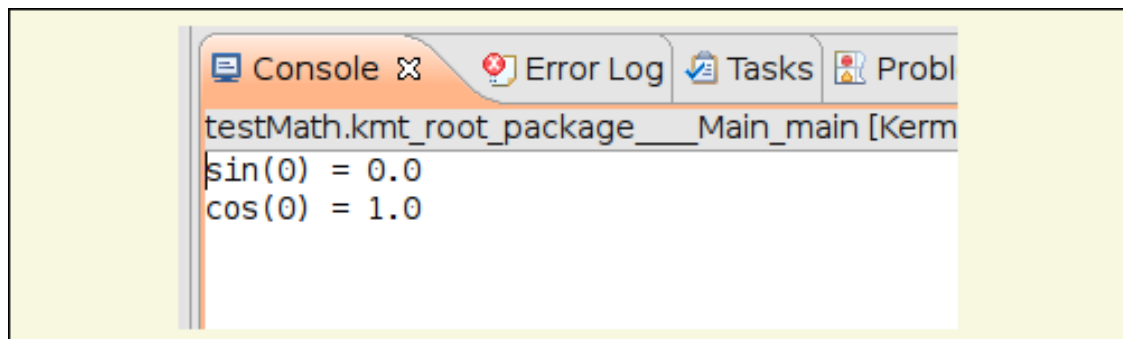 Console Error Log Tasks Probl
testMath.kmt_root_package____Main_main [Kerm
sin(0) = 0.0
cos(0) = 1.0